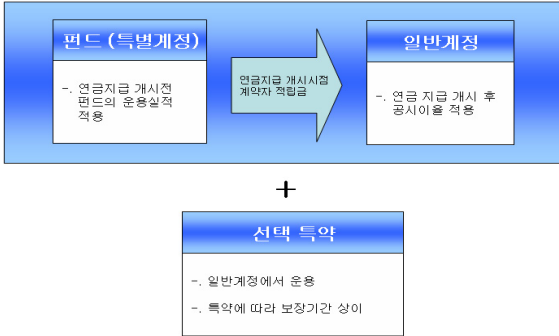 펀드 (특별계정)
-. 연금지급 개시전
펀드의 운용실적
적용
연금지급 개시시점
계약자 적립금
일반계정
-. 연금 지급 개시 후
공시이율 적용
+
선택 특약
-. 일반계정에서 운용
-. 특약에 따라 보장기간 상이